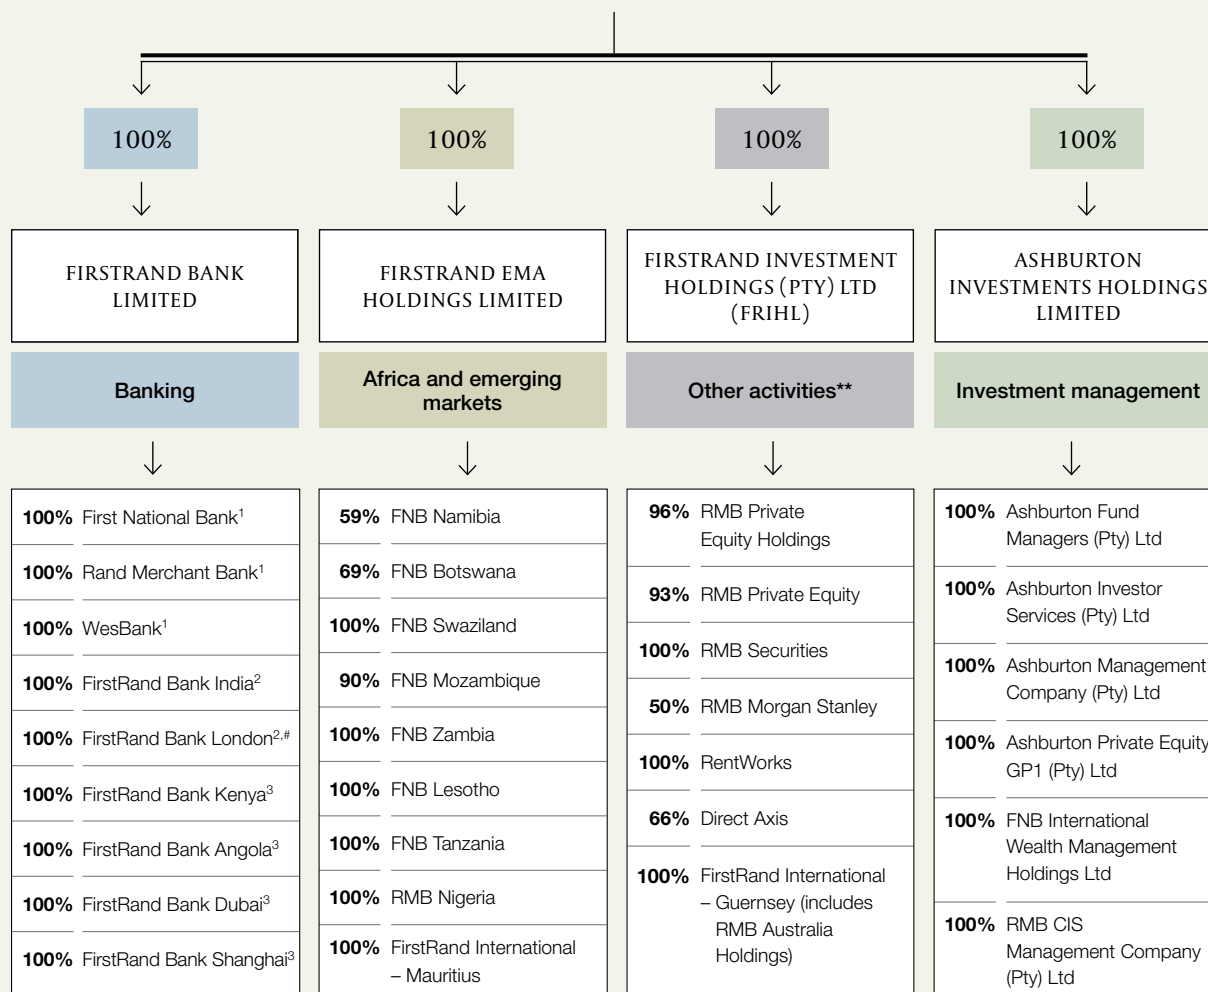 100%
100%
100%
100%
FIRSTRAND BANK
LIMITED
FIRSTRAND EMA
HOLDINGS LIMITED
FIRSTRAND INVESTMENT
HOLDINGS (PTY) LTD
(FRIHL)
ASHBURTON
INVESTMENTS HOLDINGS
LIMITED
Banking
Africa and emerging
markets
Other activities**
Investment management
100% First National Bank¹
100% Rand Merchant Bank¹
100% WesBank¹
100% FirstRand Bank India²
100% FirstRand Bank London²,#
100% FirstRand Bank Kenya³
100% FirstRand Bank Angola³
100% FirstRand Bank Dubai³
100% FirstRand Bank Shanghai³
59% FNB Namibia
69% FNB Botswana
100% FNB Swaziland
90% FNB Mozambique
100% FNB Zambia
100% FNB Lesotho
100% FNB Tanzania
100% RMB Nigeria
100% FirstRand International
– Mauritius
96% RMB Private
Equity Holdings
93% RMB Private Equity
100% RMB Securities
50% RMB Morgan Stanley
100% RentWorks
66% Direct Axis
100% FirstRand International
– Guernsey (includes
RMB Australia
Holdings)
100% Ashburton Fund
Managers (Pty) Ltd
100% Ashburton Investor
Services (Pty) Ltd
100% Ashburton Management
Company (Pty) Ltd
100% Ashburton Private Equity
GP1 (Pty) Ltd
100% FNB International
Wealth Management
Holdings Ltd
100% RMB CIS
Management Company
(Pty) Ltd